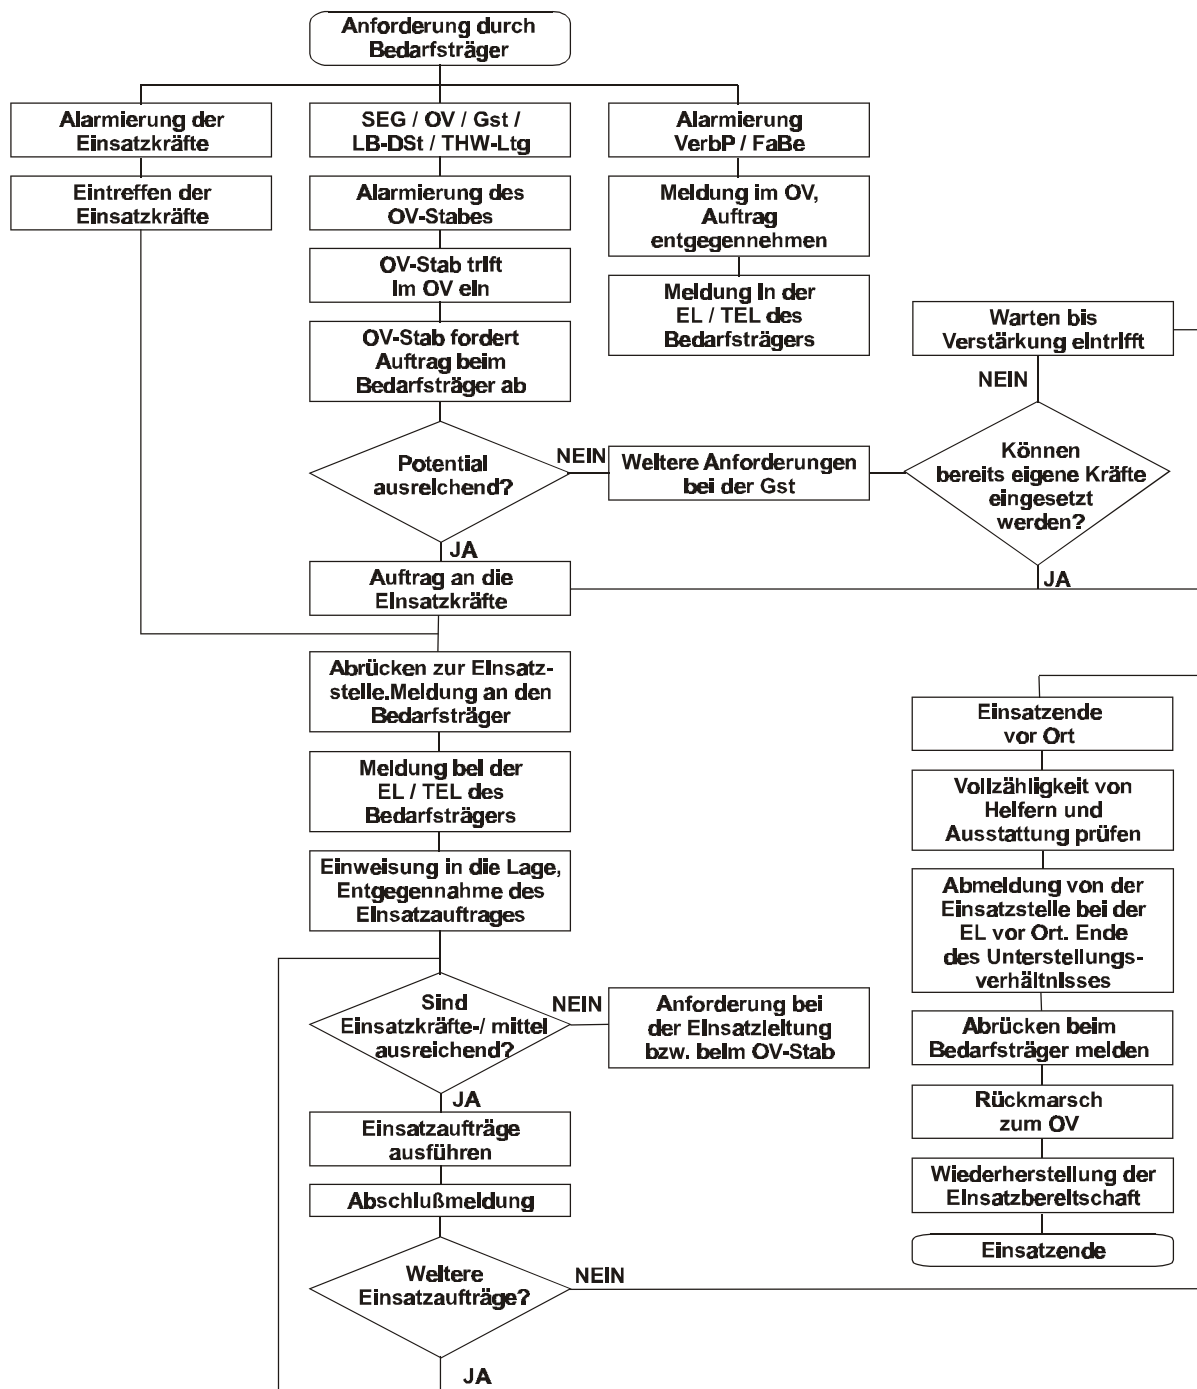 Anforderung durch
Bedarfsträger
Alarmierung der
Einsatzkräfte
SEG / OV / Gst /
LB-DSt / THW-Ltg
Alarmierung
VerbP / FaBe
Eintreffen der
Einsatzkräfte
Alarmierung des
OV-Stabes
Meldung im OV,
Auftrag
entgegennehmen
OV-Stab trift
im OV ein
Meldung in der
EL / TEL des
Bedarfsträgers
Warten bis
Verstärkung eintrifft
OV-Stab fordert
Auftrag beim
Bedarfsträger ab
NEIN
Potential
ausreichend?
NEIN
Weitere Anforderungen
bei der Gst
Können
bereits eigene Kräfte
eingesetzt
werden?
JA
JA
Auftrag an die
Einsatzkräfte
Abrücken zur Einsatz-
stelle.Meldung an den
Bedarfsträger
Meldung bei der
EL / TEL des
Bedarfsträgers
Einweisung in die Lage,
Entgegennahme des
Einsatzauftrages
Sind
Einsatzkräfte-/ mittel
ausreichend?
NEIN
Anforderung bei
der Einsatzleitung
bzw. beim OV-Stab
JA
Einsatzaufträge
ausführen
Abschlußmeldung
Weitere
Einsatzaufträge?
NEIN
JA
Einsatzende
vor Ort
Vollzähligkeit von
Helfern und
Ausstattung prüfen
Abmeldung von der
Einsatzstelle bei der
EL vor Ort. Ende
des Unterstellungs-
verhältnisses
Abrücken beim
Bedarfsträger melden
Rückmarsch
zum OV
Wiederherstellung der
Einsatzbereitschaft
Einsatzende